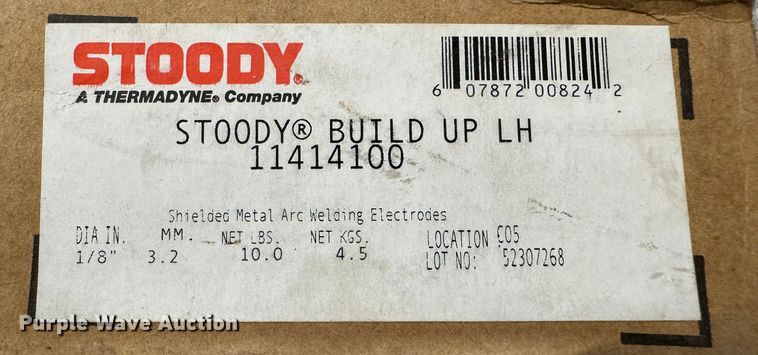 STOODY®
A THERMADYNE® Company
6 07872 00824 2
STOODY® BUILD UP LH
11414100
Shielded Metal Arc Welding Electrodes
DIA IN. MM. NET LBS. NET KGS. LOCATION C05
1/8" 3.2 10.0 4.5 LOT NO: 52307268
Purple Wave Auction